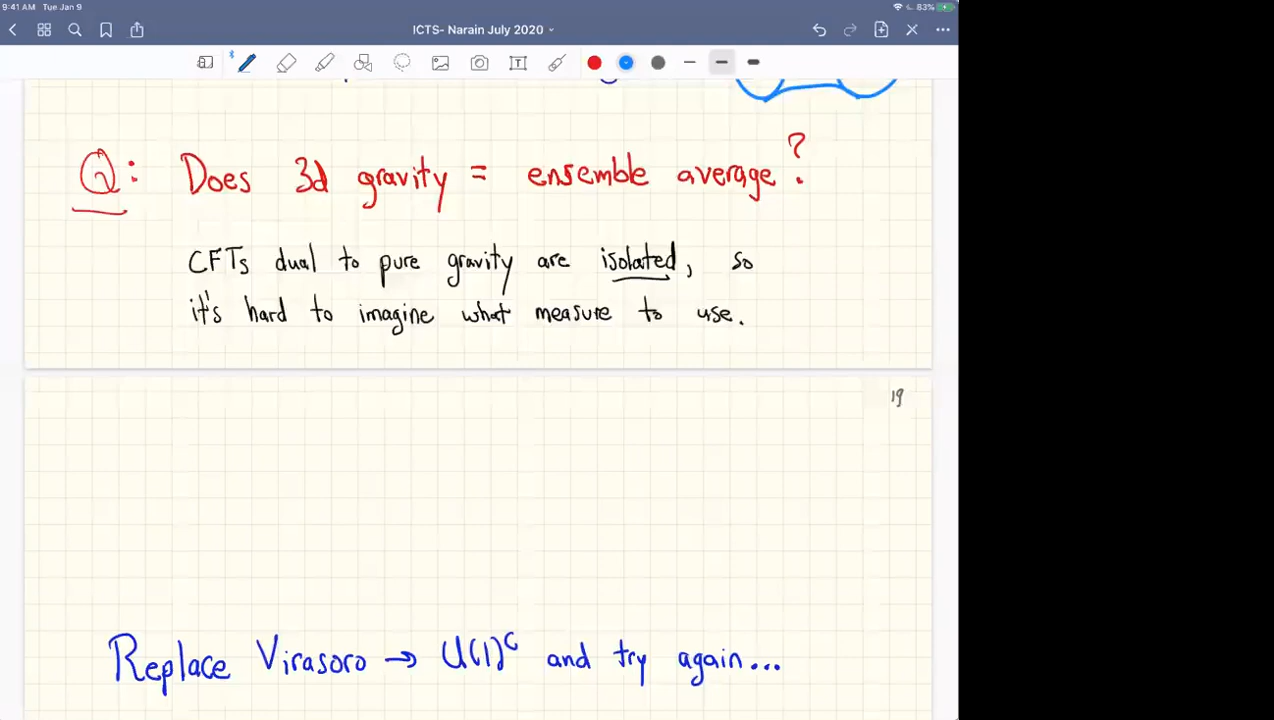 9:41 AM Tue Jan 9 83%
ICTS- Narain July 2020
T
Q: Does 3d gravity = ensemble average?
CFTs dual to pure gravity are isolated, so
it's hard to imagine what measure to use.
19
Replace Virasoro → U(1)^c and try again...